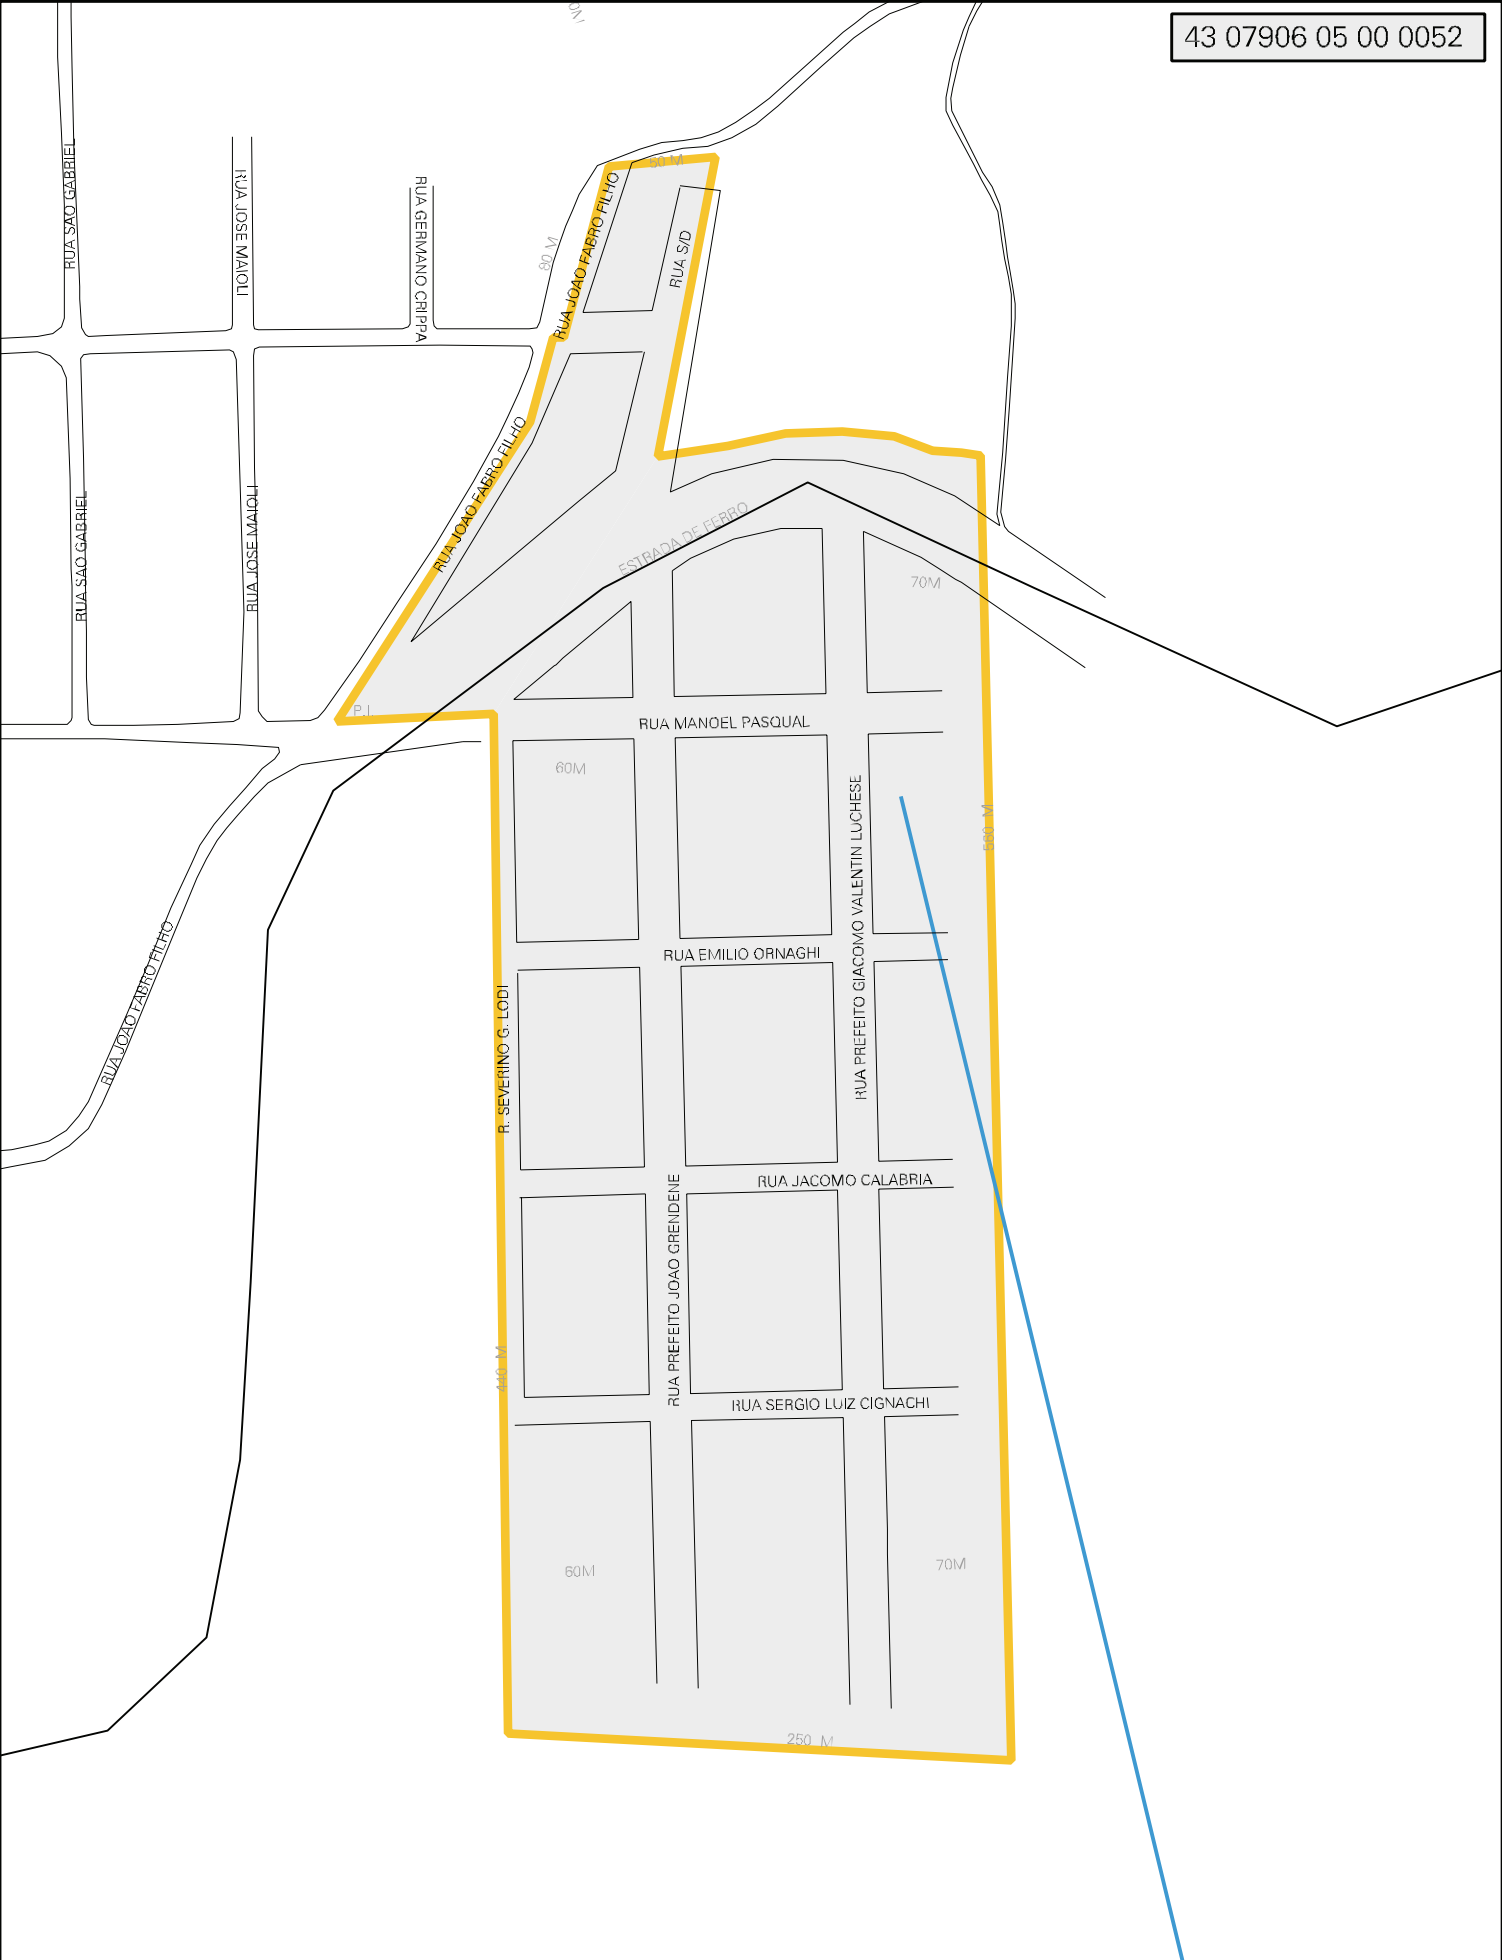 43 07906 05 00 0052
RUA SAO GABRIEL
RUA JOSE MAIOLI
RUA GERMANO CRIPPA
80 M
RUA JOAO FABRO FILHO
50 M
RUA S/D
RUA SAO GABRIEL
RUA JOSE MAIOLI
RUA JOAO FABRO FILHO
ESTRADA DE FERRO
70M
P.I.
RUA MANOEL PASQUAL
60M
RUA PREFEITO GIACOMO VALENTIN LUCHESE
560 M
RUA EMILIO ORNAGHI
RUA JOAO FABRO FILHO
R. SEVERINO G. LODI
RUA JACOMO CALABRIA
RUA PREFEITO JOAO GRENDENE
440 M
RUA SERGIO LUIZ CIGNACHI
60M
70M
250 M